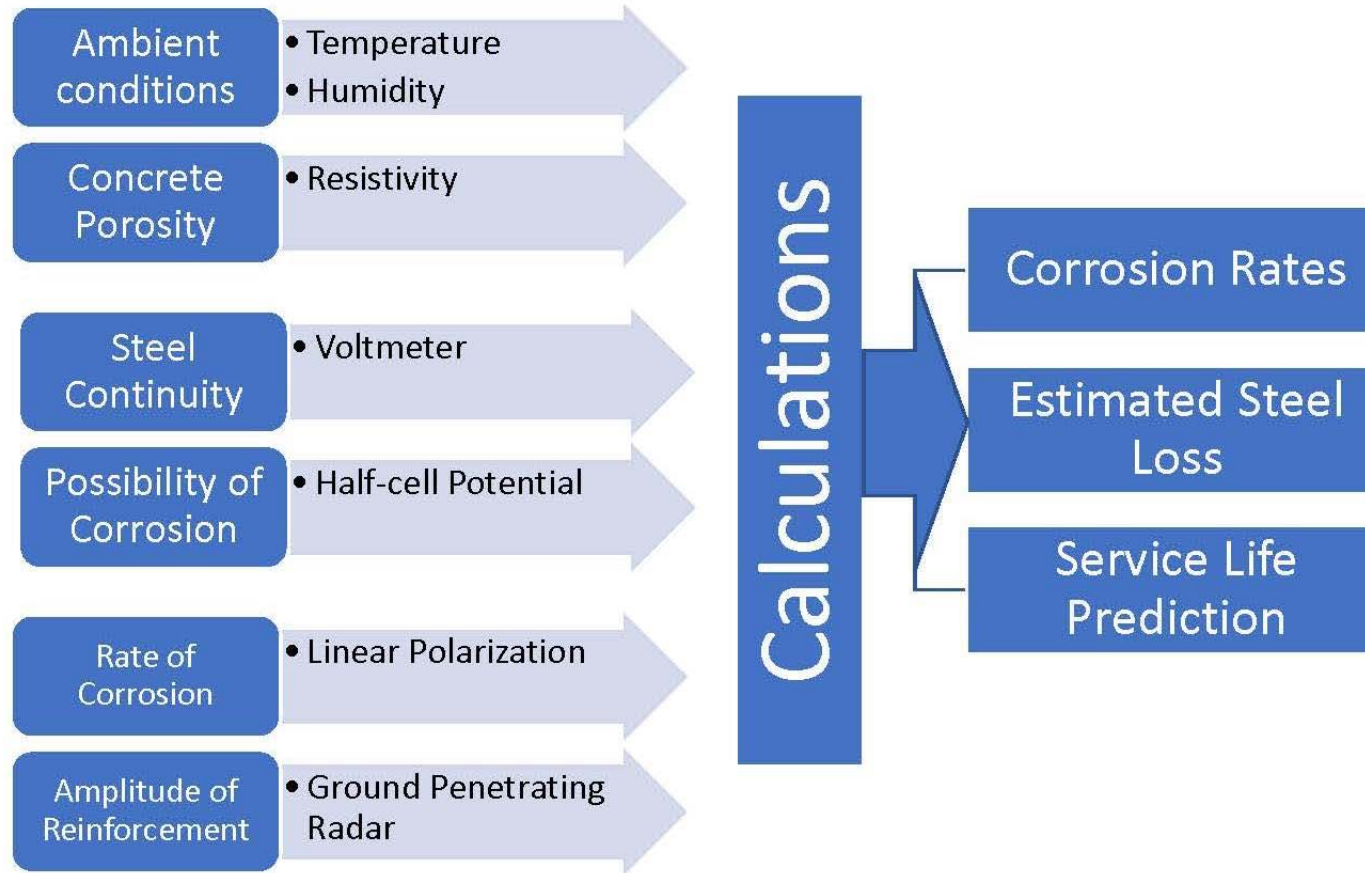 Ambient
conditions
• Temperature
• Humidity
Concrete
Porosity
• Resistivity
Steel
Continuity
• Voltmeter
Possibility of
Corrosion
• Half-cell Potential
Rate of
Corrosion
• Linear Polarization
Amplitude of
Reinforcement
• Ground Penetrating
Radar
Calculations
Corrosion Rates
Estimated Steel
Loss
Service Life
Prediction